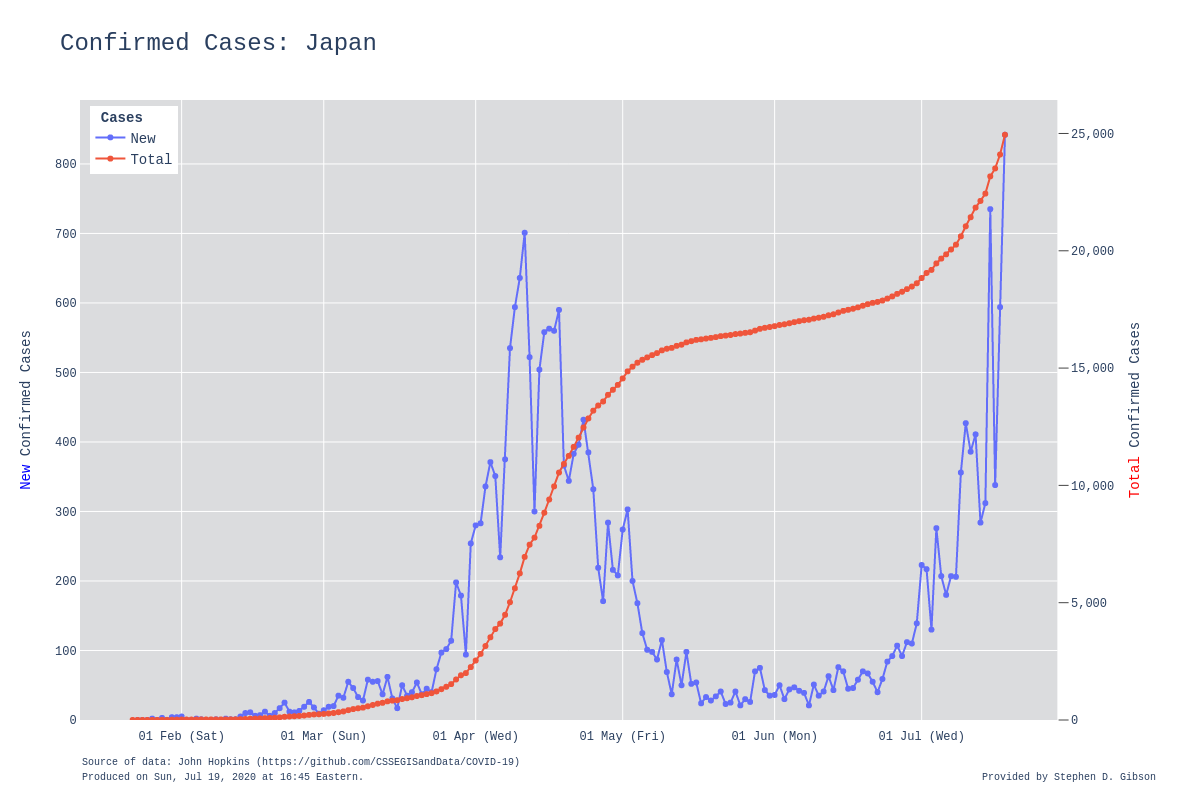 Confirmed Cases: Japan
Cases
New
Total
800
700
600
500
400
300
200
100
0
New Confirmed Cases
25,000
20,000
15,000
10,000
5,000
0
Total Confirmed Cases
01 Feb (Sat)
01 Mar (Sun)
01 Apr (Wed)
01 May (Fri)
01 Jun (Mon)
01 Jul (Wed)
Source of data: John Hopkins (https://github.com/CSSEGISandData/COVID-19)
Produced on Sun, Jul 19, 2020 at 16:45 Eastern.
Provided by Stephen D. Gibson